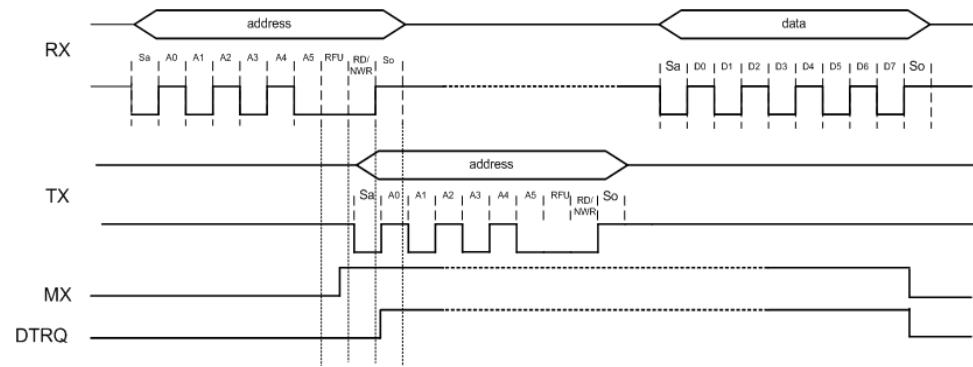 address
data
RX
Sa A0 A1 A2 A3 A4 A5 RFU RD/ NWR So
Sa D0 D1 D2 D3 D4 D5 D6 D7 So
address
TX
Sa A0 A1 A2 A3 A4 A5 RFU RD/ NWR So
MX
DTRQ